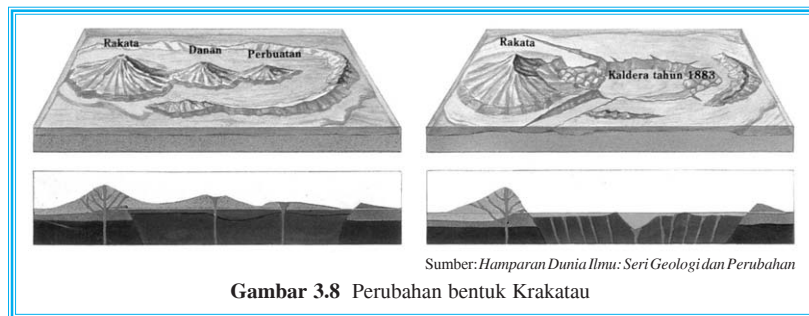 Rakata
Danan
Perbuatan
Rakata
Kaldera tahun 1883
Sumber: Hamparan Dunia Ilmu: Seri Geologi dan Perubahan
Gambar 3.8 Perubahan bentuk Krakatau